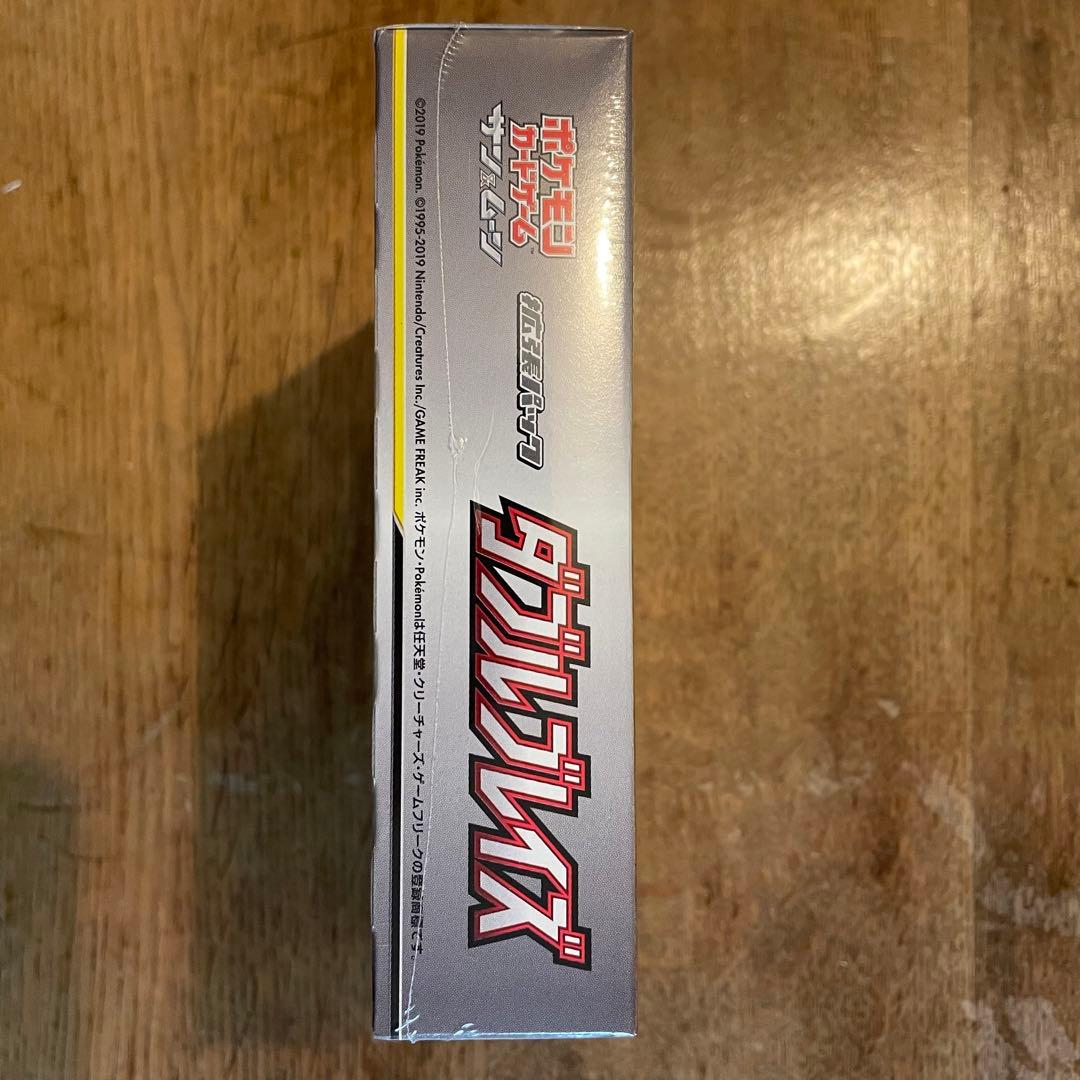 ポケモン
カードゲーム™
サン&ムーン
拡張パック
ダブルブレイズ
©2019 Pokémon. ©1995-2019 Nintendo/Creatures Inc./GAME FREAK inc. ポケモン・Pokémonは任天堂・クリーチャーズ・ゲームフリークの登録商標です。